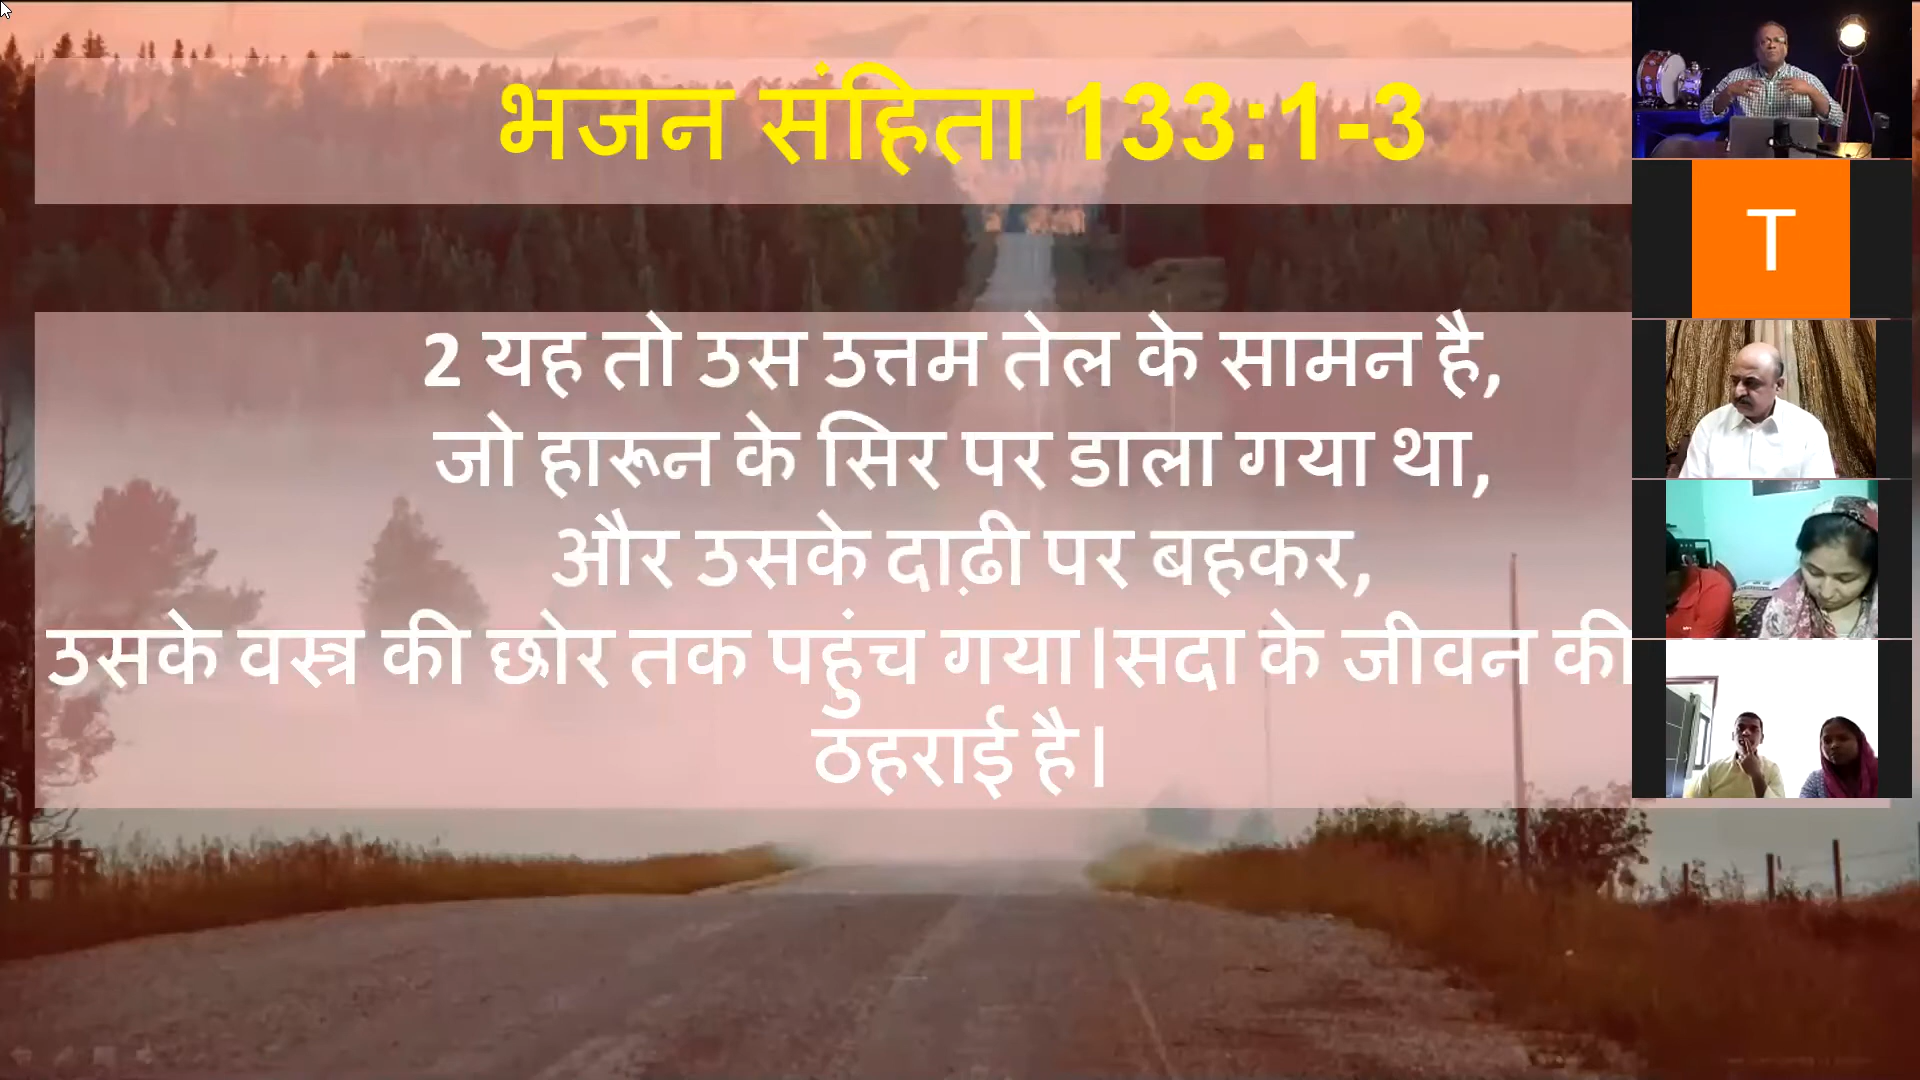 भजन संहिता 133:1-3
T
2 यह तो उस उत्तम तेल के सामन है,
जो हारून के सिर पर डाला गया था,
और उसके दाढ़ी पर बहकर,
उसके वस्त्र की छोर तक पहुंच गया।सदा के जीवन की
ठहराई है।